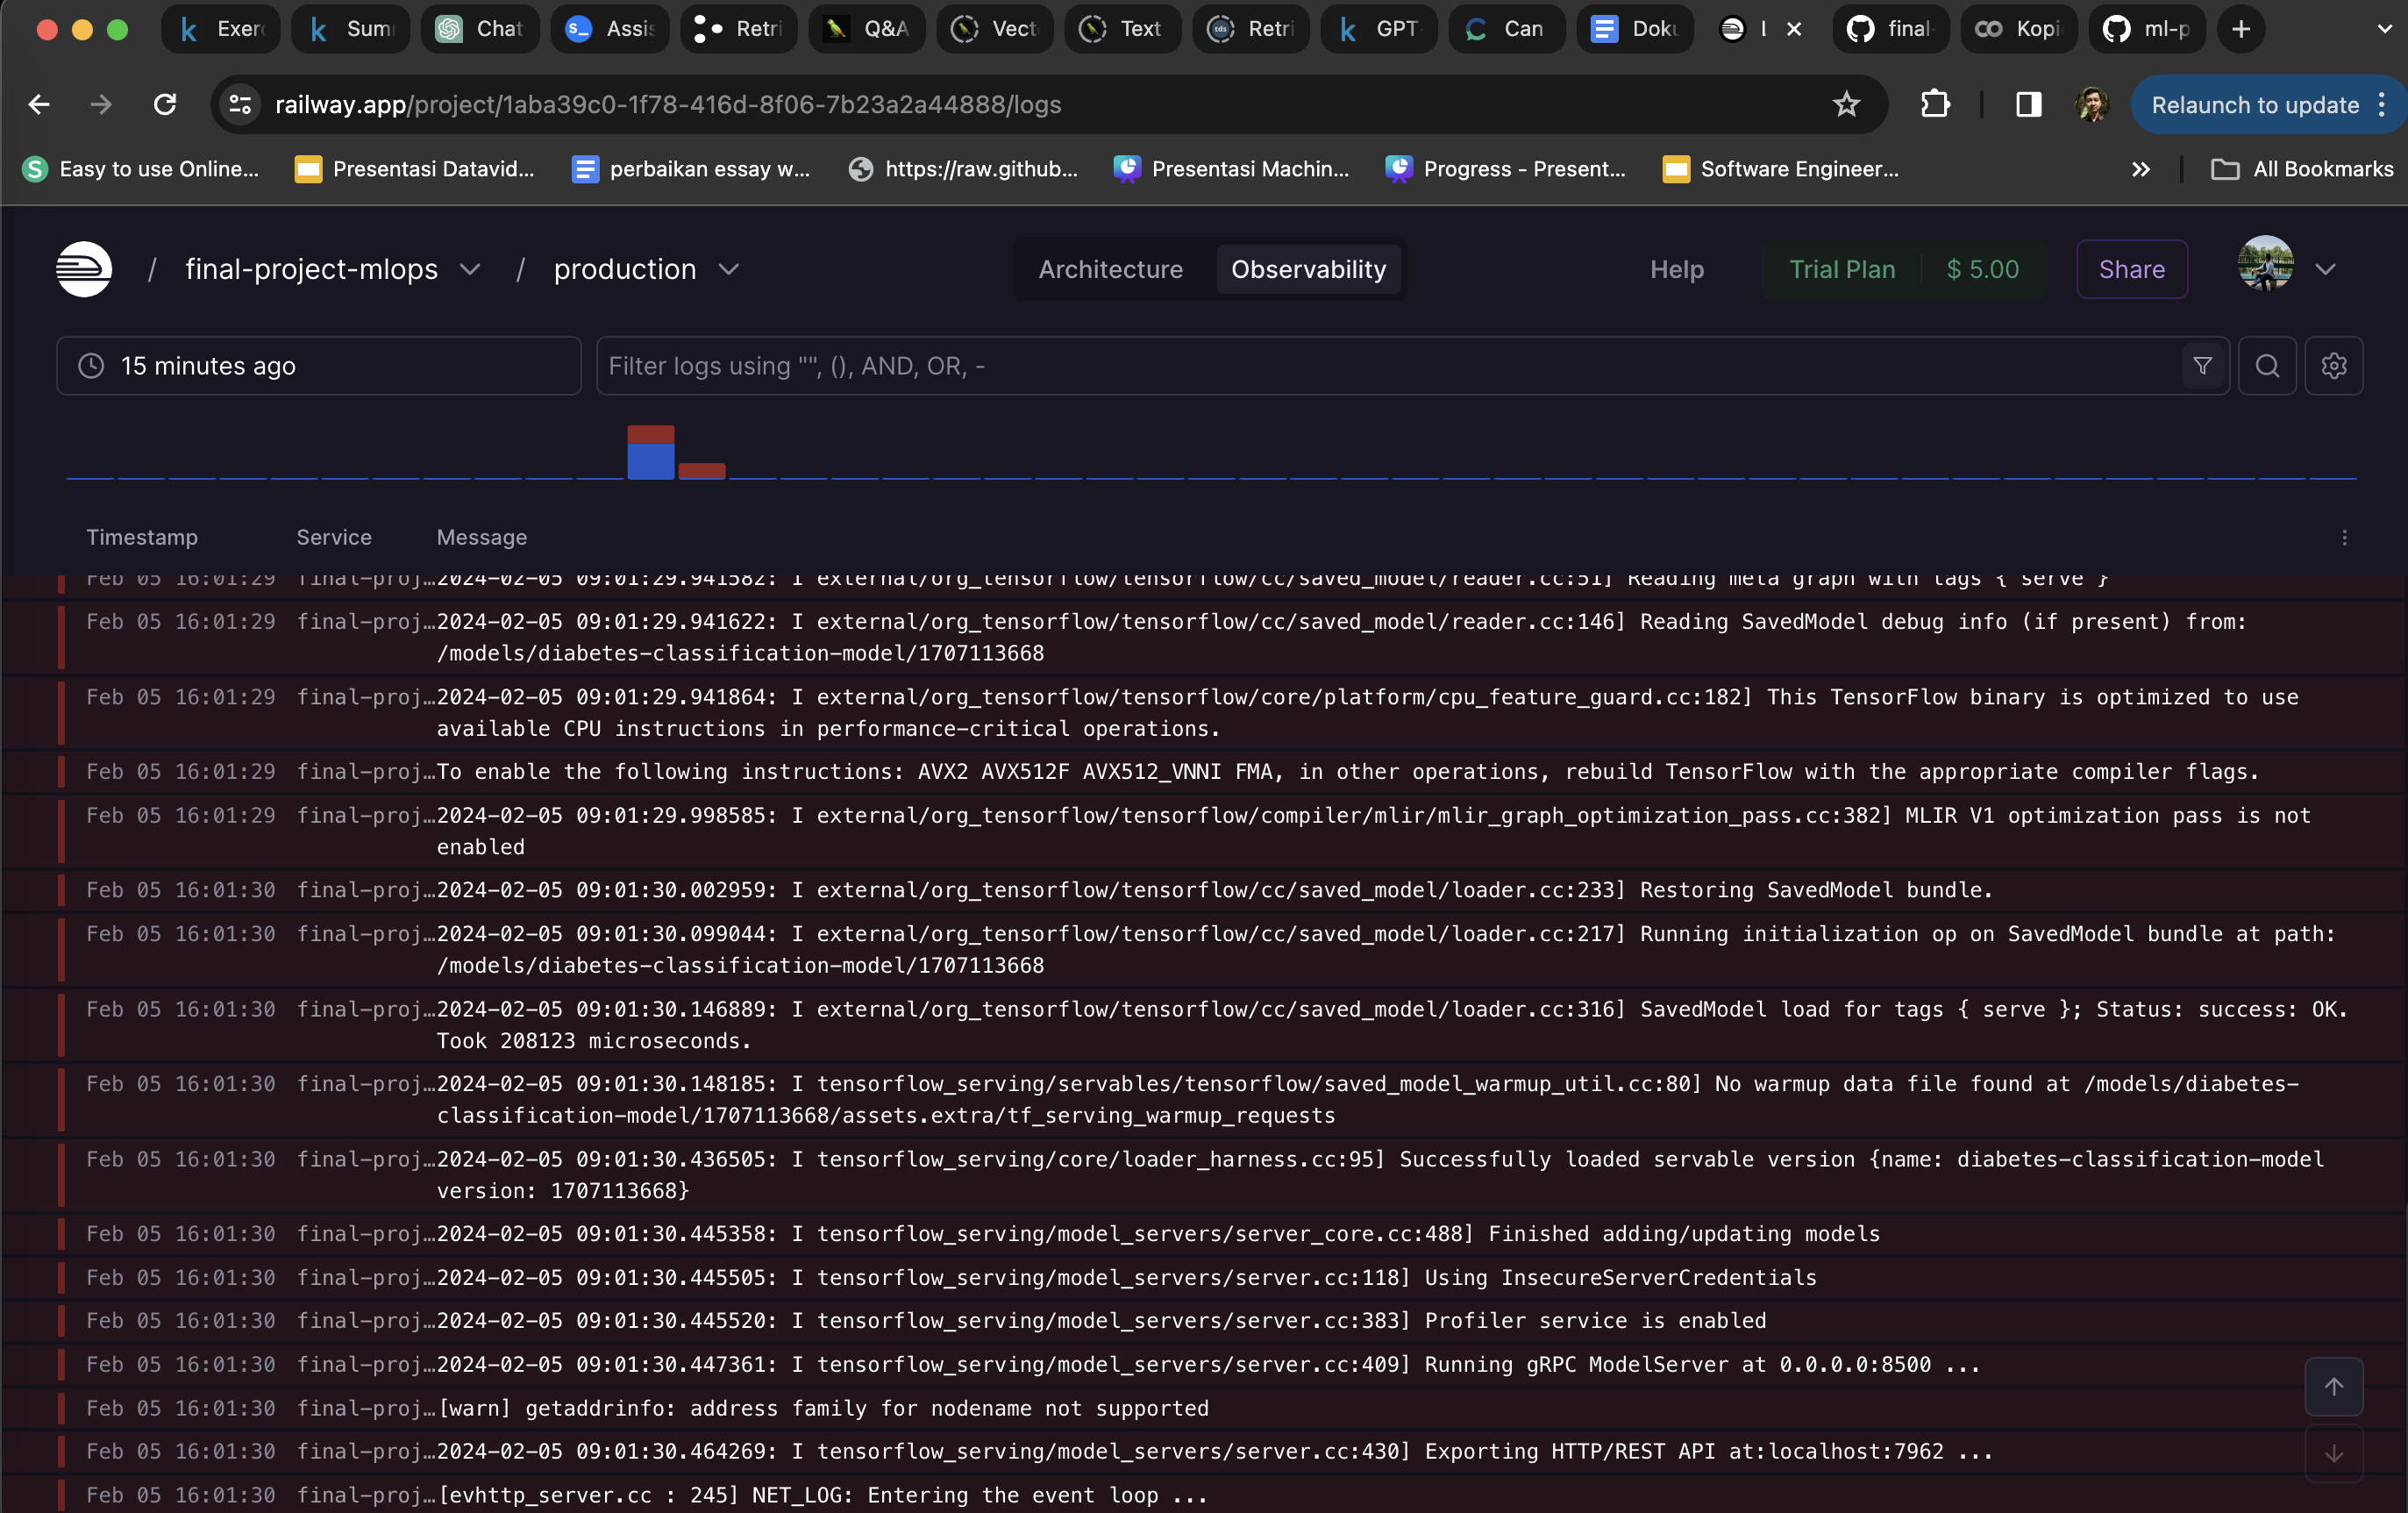 Exerc
Sum
Chat
Assis
Retri
Q&A
Vect
Text
Retri
GPT-
Can
Doku
final-
Kopi
ml-p
railway.app/project/1aba39c0-1f78-416d-8f06-7b23a2a44888/logs
Relaunch to update
Easy to use Online...
Presentasi Datavid...
perbaikan essay w...
https://raw.github...
Presentasi Machin...
Progress - Present...
Software Engineer...
All Bookmarks
/ final-project-mlops / production
Architecture
Observability
Help
Trial Plan
$ 5.00
Share
15 minutes ago
Filter logs using "", (), AND, OR, -
Timestamp Service Message
Feb 05 16:01:29 final-proj…2024-02-05 09:01:29.941582: I external/org_tensorflow/tensorflow/cc/saved_model/reader.cc:51] Reading meta graph with tags { serve }
Feb 05 16:01:29 final-proj…2024-02-05 09:01:29.941622: I external/org_tensorflow/tensorflow/cc/saved_model/reader.cc:146] Reading SavedModel debug info (if present) from:
/models/diabetes-classification-model/1707113668
Feb 05 16:01:29 final-proj…2024-02-05 09:01:29.941864: I external/org_tensorflow/tensorflow/core/platform/cpu_feature_guard.cc:182] This TensorFlow binary is optimized to use
available CPU instructions in performance-critical operations.
Feb 05 16:01:29 final-proj…To enable the following instructions: AVX2 AVX512F AVX512_VNNI FMA, in other operations, rebuild TensorFlow with the appropriate compiler flags.
Feb 05 16:01:29 final-proj…2024-02-05 09:01:29.998585: I external/org_tensorflow/tensorflow/compiler/mlir/mlir_graph_optimization_pass.cc:382] MLIR V1 optimization pass is not
enabled
Feb 05 16:01:30 final-proj…2024-02-05 09:01:30.002959: I external/org_tensorflow/tensorflow/cc/saved_model/loader.cc:233] Restoring SavedModel bundle.
Feb 05 16:01:30 final-proj…2024-02-05 09:01:30.099044: I external/org_tensorflow/tensorflow/cc/saved_model/loader.cc:217] Running initialization op on SavedModel bundle at path:
/models/diabetes-classification-model/1707113668
Feb 05 16:01:30 final-proj…2024-02-05 09:01:30.146889: I external/org_tensorflow/tensorflow/cc/saved_model/loader.cc:316] SavedModel load for tags { serve }; Status: success: OK.
Took 208123 microseconds.
Feb 05 16:01:30 final-proj…2024-02-05 09:01:30.148185: I tensorflow_serving/servables/tensorflow/saved_model_warmup_util.cc:80] No warmup data file found at /models/diabetes-
classification-model/1707113668/assets.extra/tf_serving_warmup_requests
Feb 05 16:01:30 final-proj…2024-02-05 09:01:30.436505: I tensorflow_serving/core/loader_harness.cc:95] Successfully loaded servable version {name: diabetes-classification-model
version: 1707113668}
Feb 05 16:01:30 final-proj…2024-02-05 09:01:30.445358: I tensorflow_serving/model_servers/server_core.cc:488] Finished adding/updating models
Feb 05 16:01:30 final-proj…2024-02-05 09:01:30.445505: I tensorflow_serving/model_servers/server.cc:118] Using InsecureServerCredentials
Feb 05 16:01:30 final-proj…2024-02-05 09:01:30.445520: I tensorflow_serving/model_servers/server.cc:383] Profiler service is enabled
Feb 05 16:01:30 final-proj…2024-02-05 09:01:30.447361: I tensorflow_serving/model_servers/server.cc:409] Running gRPC ModelServer at 0.0.0.0:8500 ...
Feb 05 16:01:30 final-proj…[warn] getaddrinfo: address family for nodename not supported
Feb 05 16:01:30 final-proj…2024-02-05 09:01:30.464269: I tensorflow_serving/model_servers/server.cc:430] Exporting HTTP/REST API at:localhost:7962 ...
Feb 05 16:01:30 final-proj…[evhttp_server.cc : 245] NET_LOG: Entering the event loop ...